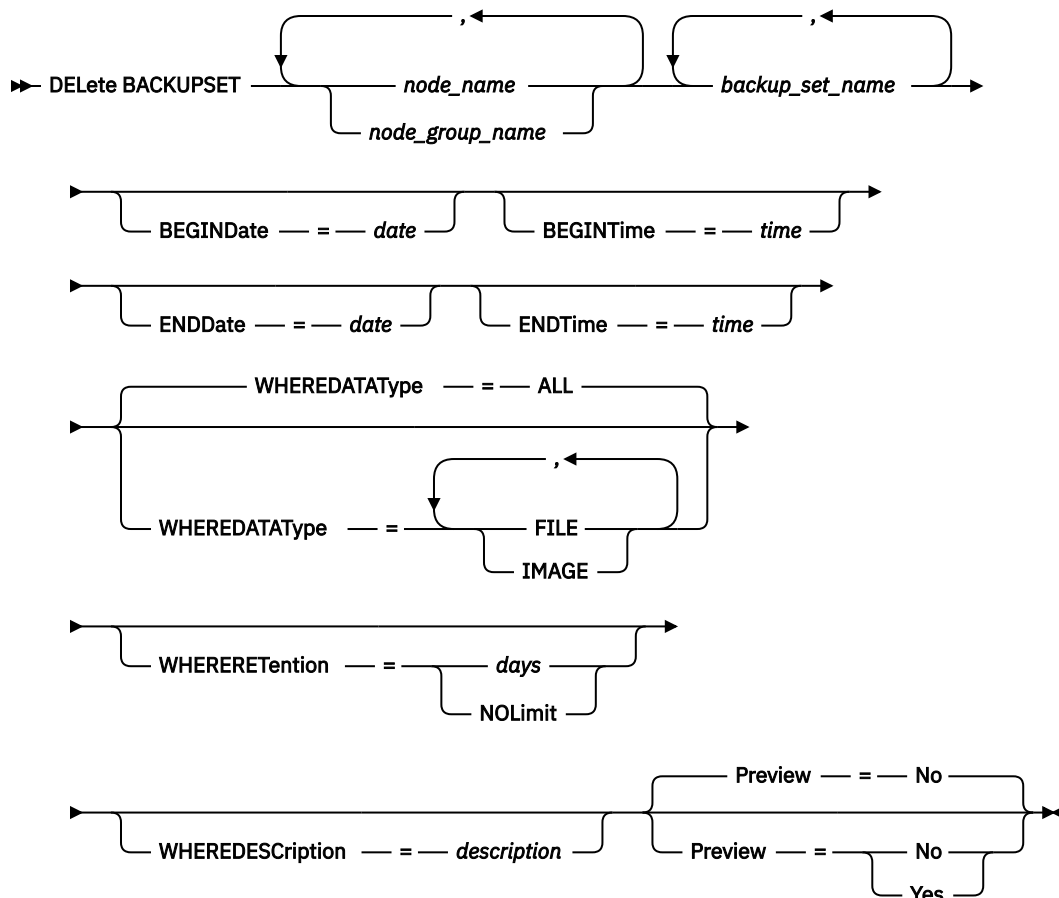 , ,
DELete BACKUPSET node_name backup_set_name
node_group_name
BEGINDate = date BEGINTime = time
ENDDate = date ENDTime = time
WHEREDATAType = ALL
,
WHEREDATAType = FILE
IMAGE
WHERERETention = days
NOLimit
Preview = No
WHEREDESCription = description Preview = No
Yes